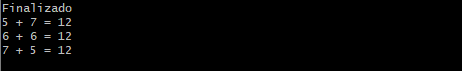 Finalizado
5 + 7 = 12
6 + 6 = 12
7 + 5 = 12